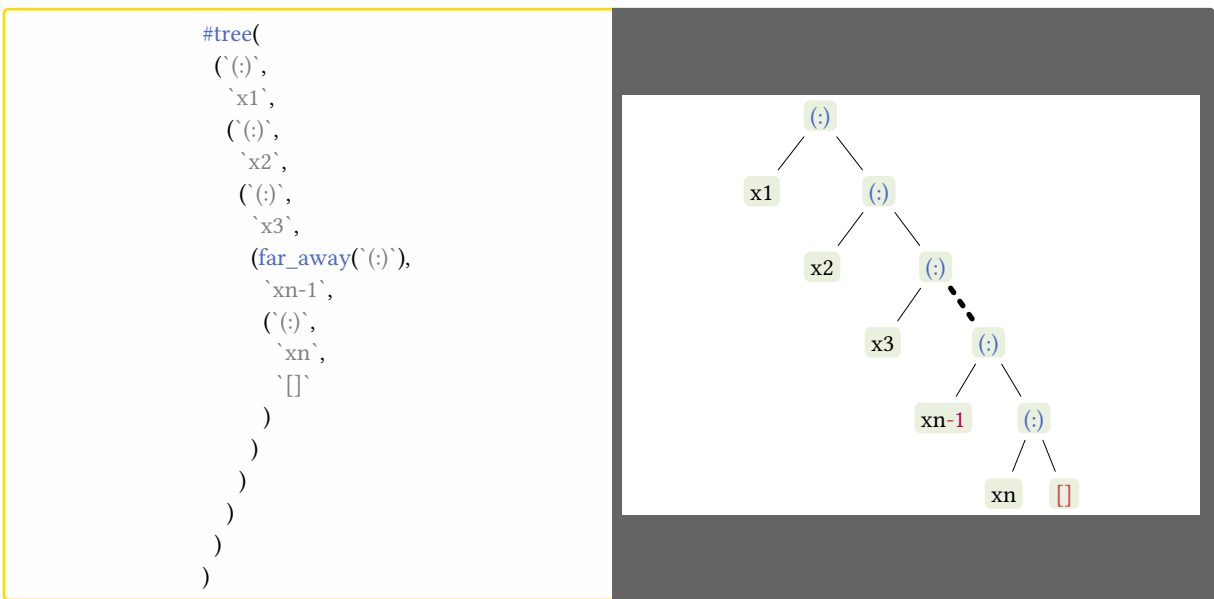 #tree(
(`(:)`,
`x1`,
(`(:)`,
`x2`,
(`(:)`,
`x3`,
(far_away(`(:)`),
`xn-1`,
(`(:)`,
`xn`,
`[]`
)
)
)
)
)
)
(:)
x1 (:)
x2 (:)
x3 (:)
xn-1 (:)
xn []